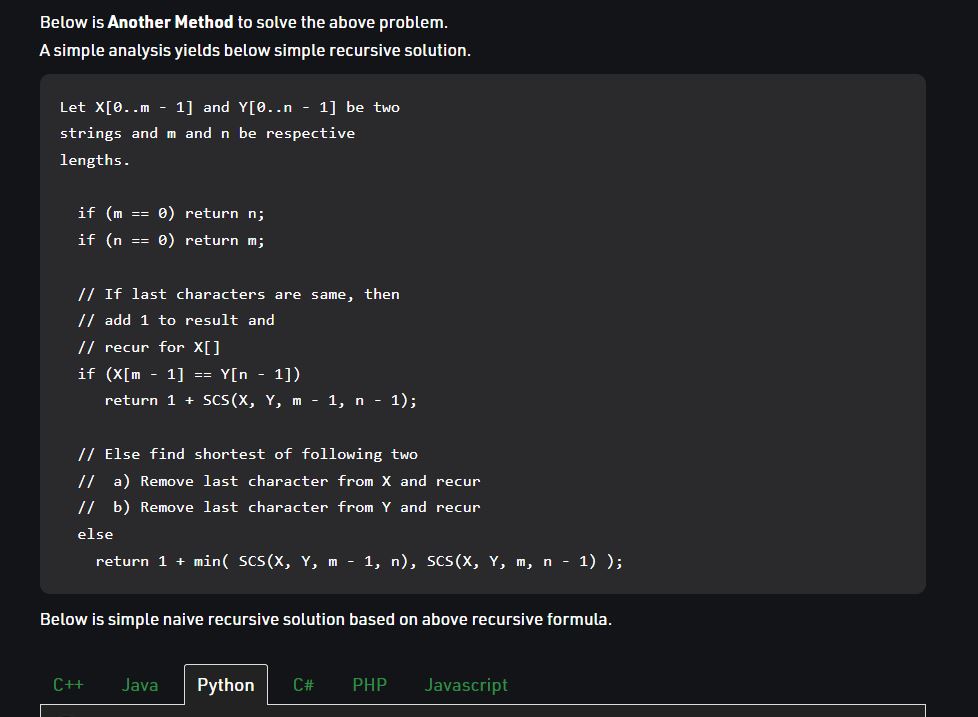 Below is Another Method to solve the above problem.
A simple analysis yields below simple recursive solution.
Let X[0..m - 1] and Y[0..n - 1] be two
strings and m and n be respective
lengths.
if (m == 0) return n;
if (n == 0) return m;
// If last characters are same, then
// add 1 to result and
// recur for X[]
if (X[m - 1] == Y[n - 1])
return 1 + SCS(X, Y, m - 1, n - 1);
// Else find shortest of following two
//  a) Remove last character from X and recur
//  b) Remove last character from Y and recur
else
return 1 + min( SCS(X, Y, m - 1, n), SCS(X, Y, m, n - 1) );
Below is simple naive recursive solution based on above recursive formula.
C++ Java Python C# PHP Javascript